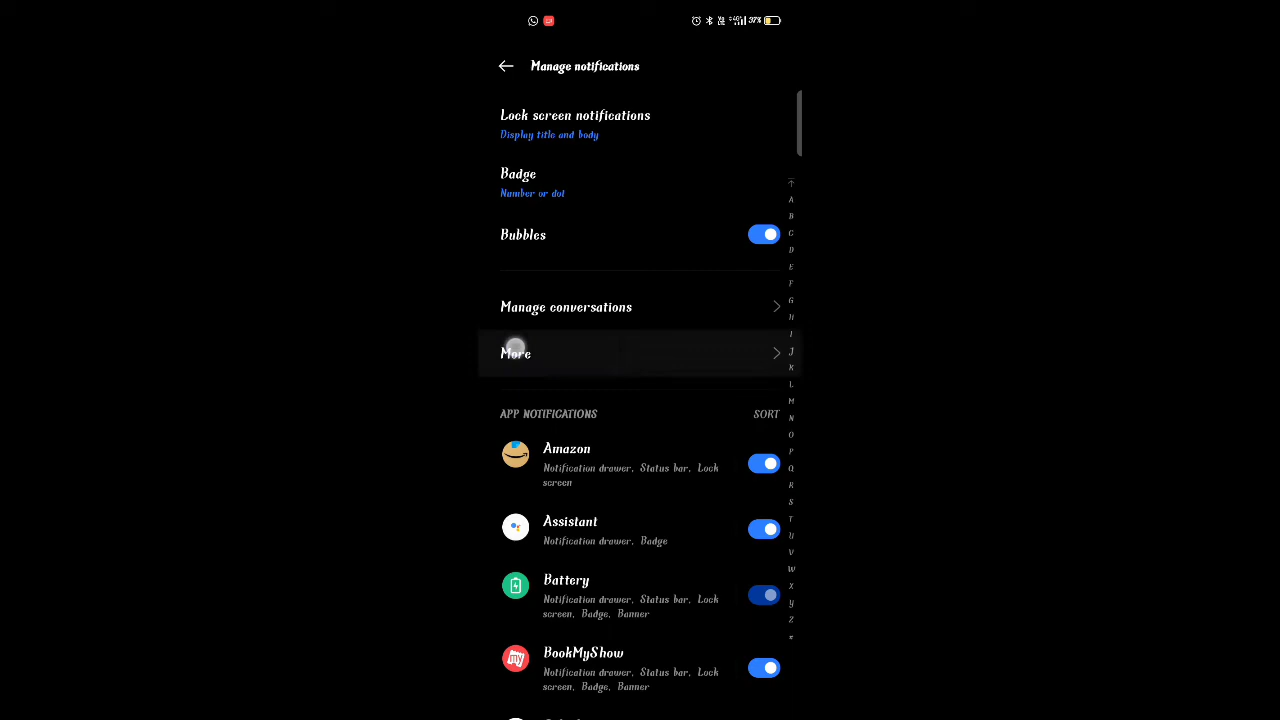 37%
Manage notifications
Lock screen notifications
Display title and body
Badge
Number or dot
Bubbles
Manage conversations
More
APP NOTIFICATIONS
SORT
Amazon
Notification drawer, Status bar, Lock
screen
Assistant
Notification drawer, Badge
Battery
Notification drawer, Status bar, Lock
screen, Badge, Banner
BookMyShow
Notification drawer, Status bar, Lock
screen, Badge, Banner
A
B
C
D
E
F
G
H
I
J
K
L
M
N
O
P
Q
R
S
T
U
V
W
X
Y
Z
#